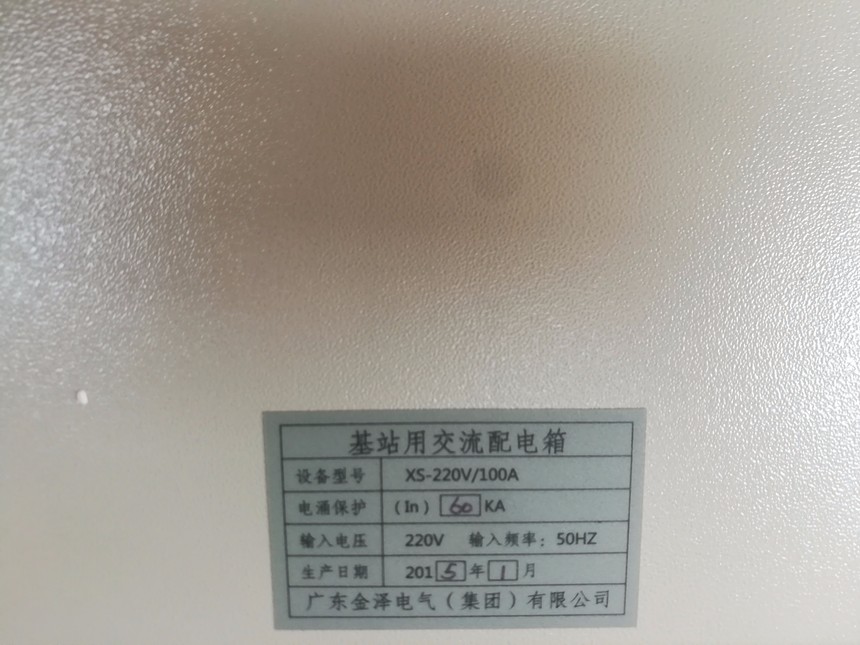 基站用交流配电箱
设备型号 XS-220V/100A
电涌保护 (In) 60 KA
输入电压 220V 输入频率：50HZ
生产日期 2015年1月
广东金泽电气（集团）有限公司